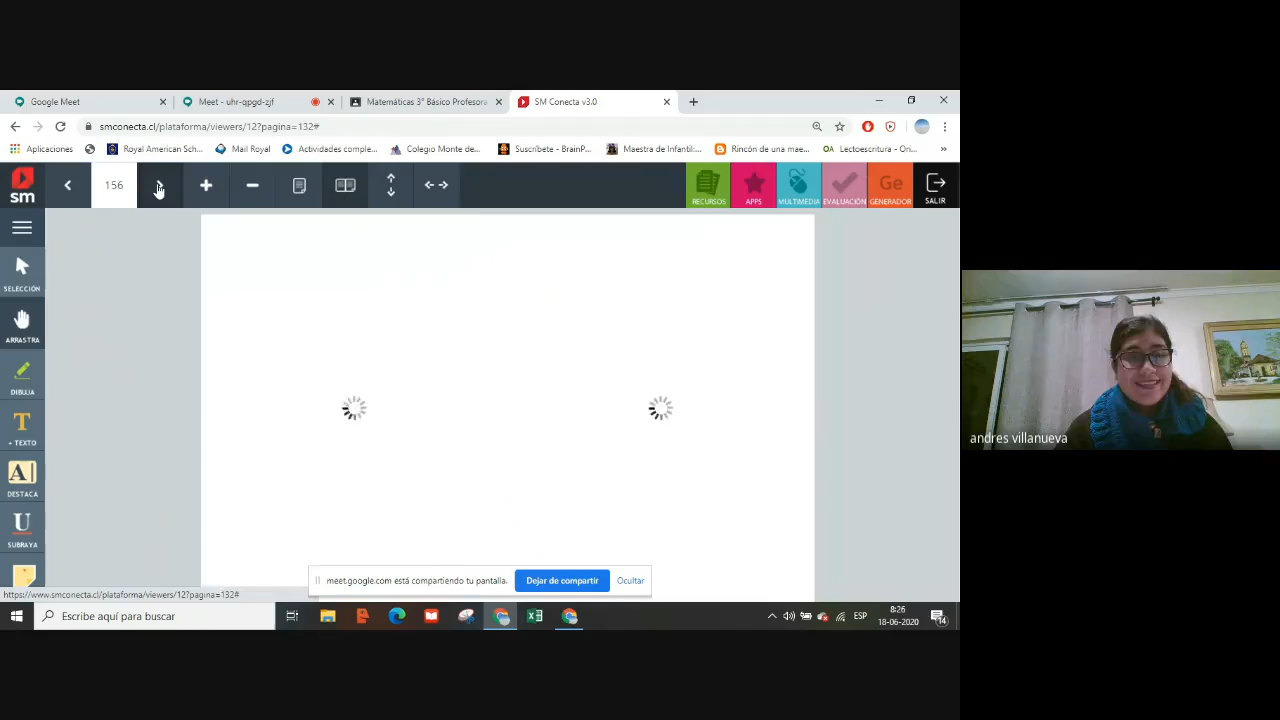 Google Meet
Meet - uhr-qpgd-zjf
Matemáticas 3° Básico Profesora
SM Conecta v3.0
smconecta.cl/plataforma/viewers/12?pagina=132#
Aplicaciones
Royal American Sch...
Mail Royal
Actividades comple...
Colegio Monte de...
Suscríbete - BrainP...
Maestra de Infantil:...
Rincón de una mae...
OA
Lectoescritura - Ori...
sm
156
RECURSOS
APPS
MULTIMEDIA
EVALUACIÓN
Ge
GENERADOR
SALIR
SELECCIÓN
ARRASTRA
DIBUJA
T
+ TEXTO
A
DESTACA
U
SUBRAYA
andres villanueva
meet.google.com está compartiendo tu pantalla.
Dejar de compartir
Ocultar
https://www.smconecta.cl/plataforma/viewers/12?pagina=132#
Escribe aquí para buscar
ESP
8:26
18-06-2020
14